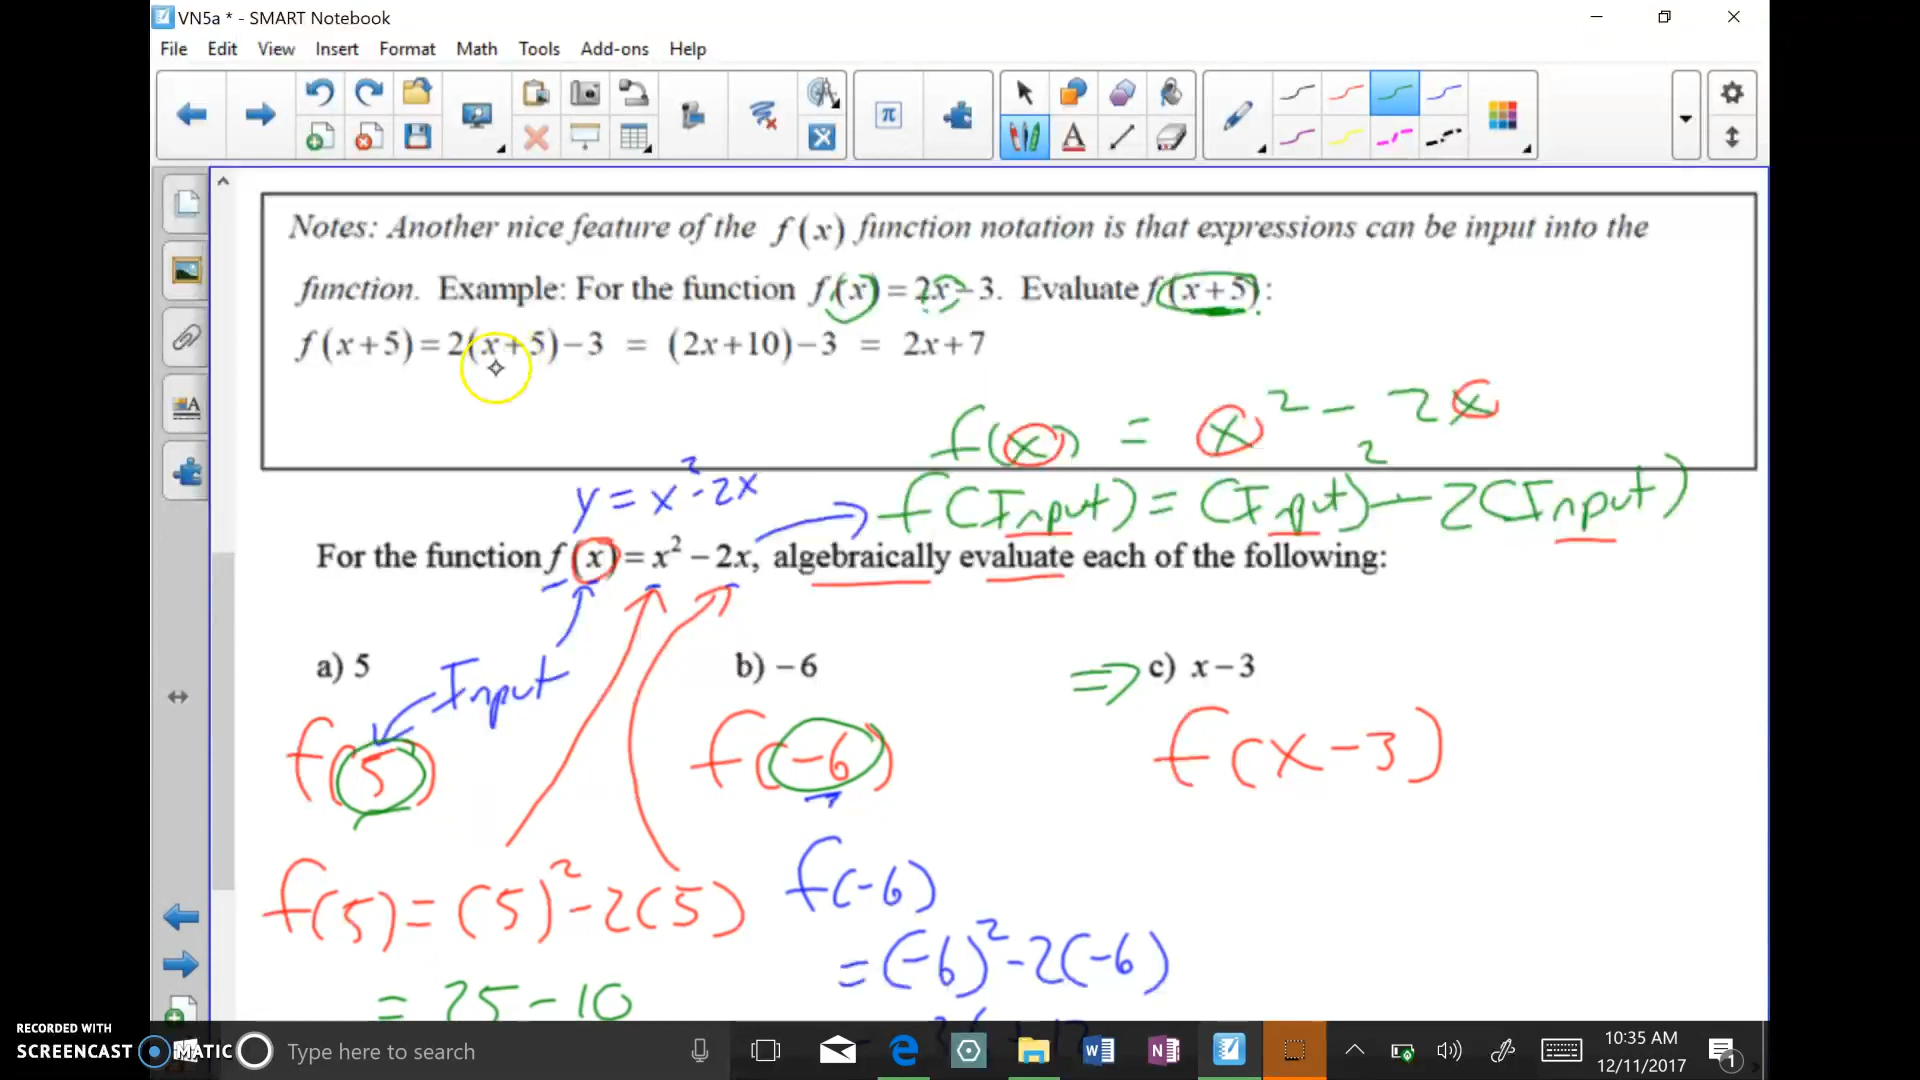 VN5a * - SMART Notebook
File Edit View Insert Format Math Tools Add-ons Help
π
A
Notes: Another nice feature of the f(x) function notation is that expressions can be input into the
function. Example: For the function f(x) = 2x – 3. Evaluate f(x+5):
f(x+5) = 2(x+5)–3 = (2x+10)–3 = 2x+7
f(x) = x² – 2x
y = x² - 2x
f(Input) = (Input)² – 2(Input)
For the function f(x) = x² – 2x, algebraically evaluate each of the following:
a) 5 b) –6 ⇒ c) x–3
Input
f(5) f(-6) f(x-3)
f(5) = (5)² - 2(5)
f(-6)
= (-6)² - 2(-6)
= 25 - 10
RECORDED WITH
SCREENCAST MATIC
Type here to search
10:35 AM
12/11/2017
1